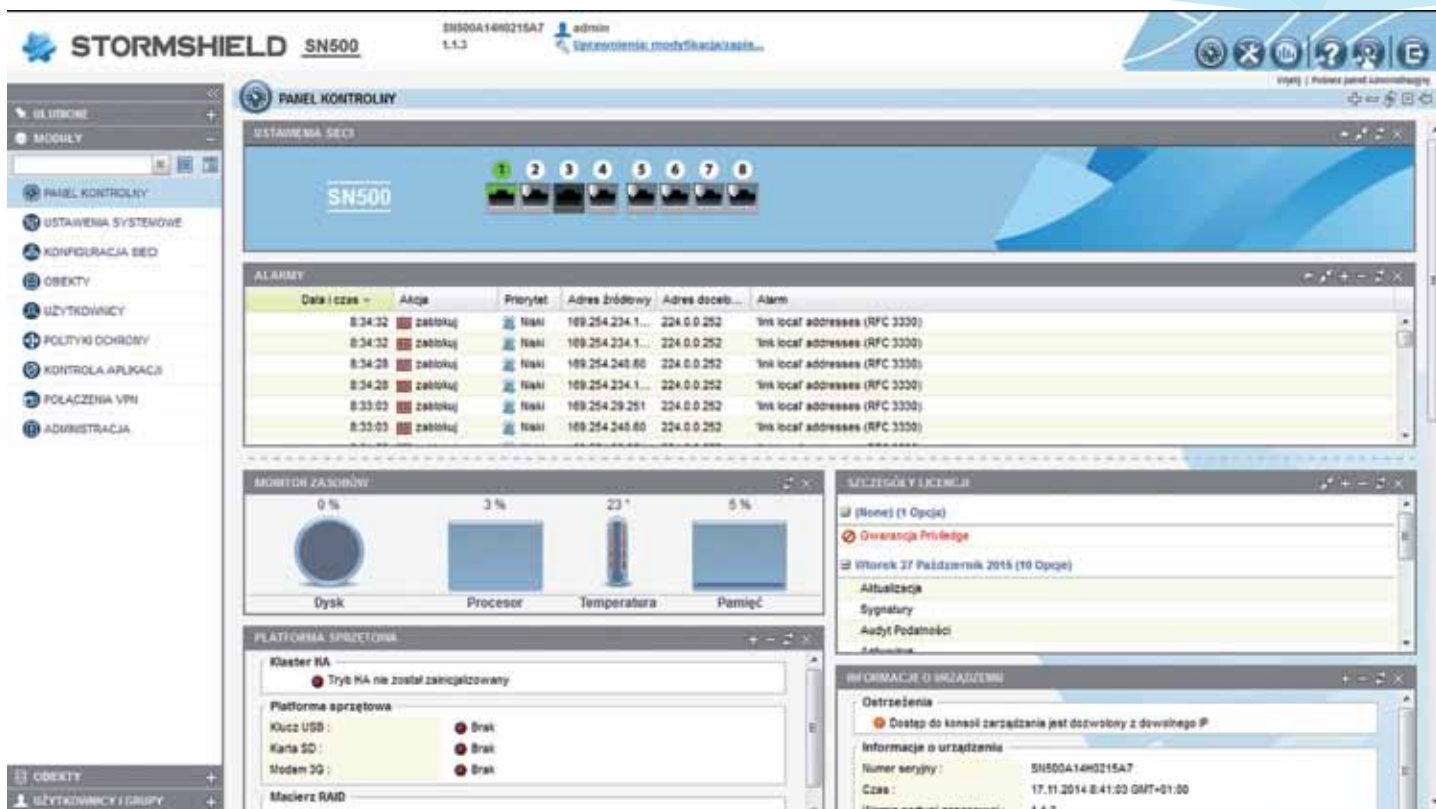 STORMSHIELD SN500
SN500A14H0215A7
1.1.3
admin
Uprawnienia: modyfikacja/zapis...
Wyjdź | Pobierz panel administracyjny
ULUBIONE
MODUŁY
PANEL KONTROLNY
USTAWIENIA SYSTEMOWE
KONFIGURACJA SIECI
OBIEKTY
UŻYTKOWNICY
POLITYKI OCHRONY
KONTROLA APLIKACJI
POŁĄCZENIA VPN
ADMINISTRACJA
OBIEKTY
UŻYTKOWNICY I GRUPY
PANEL KONTROLNY
USTAWIENIA SIECI
SN500
1 2 3 4 5 6 7 8
ALARMY
Data i czas Akcja Priorytet Adres źródłowy Adres docelo... Alarm
8:34:32 zablokuj Niski 169.254.234.1... 224.0.0.252 'link local' addresses (RFC 3330)
8:34:32 zablokuj Niski 169.254.234.1... 224.0.0.252 'link local' addresses (RFC 3330)
8:34:28 zablokuj Niski 169.254.240.60 224.0.0.252 'link local' addresses (RFC 3330)
8:34:28 zablokuj Niski 169.254.234.1... 224.0.0.252 'link local' addresses (RFC 3330)
8:33:03 zablokuj Niski 169.254.29.251 224.0.0.252 'link local' addresses (RFC 3330)
8:33:03 zablokuj Niski 169.254.240.60 224.0.0.252 'link local' addresses (RFC 3330)
MONITOR ZASOBÓW
0 % 3 % 23 ° 5 %
Dysk Procesor Temperatura Pamięć
PLATFORMA SPRZĘTOWA
Klaster HA
Tryb HA nie został zainicjalizowany
Platforma sprzętowa
Klucz USB : Brak
Karta SD : Brak
Modem 3G : Brak
Macierz RAID
SZCZEGÓŁY LICENCJI
(None) (1 Opcja)
Gwarancja Priviledge
Wtorek 27 Październik 2015 (10 Opcje)
Aktualizacja
Sygnatury
Audyt Podatności
INFORMACJE O URZĄDZENIU
Ostrzeżenia
Dostęp do konsoli zarządzania jest dozwolony z dowolnego IP
Informacje o urządzeniu
Numer seryjny : SN500A14H0215A7
Czas : 17.11.2014 8:41:03 GMT+01:00